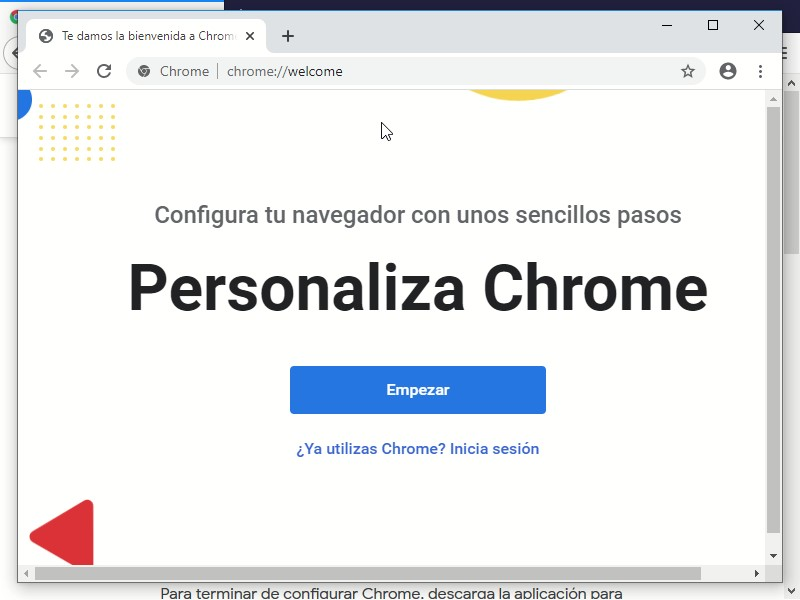 Te damos la bienvenida a Chrome
Chrome | chrome://welcome
Configura tu navegador con unos sencillos pasos
Personaliza Chrome
Empezar
¿Ya utilizas Chrome? Inicia sesión
Para terminar de configurar Chrome, descarga la aplicación para